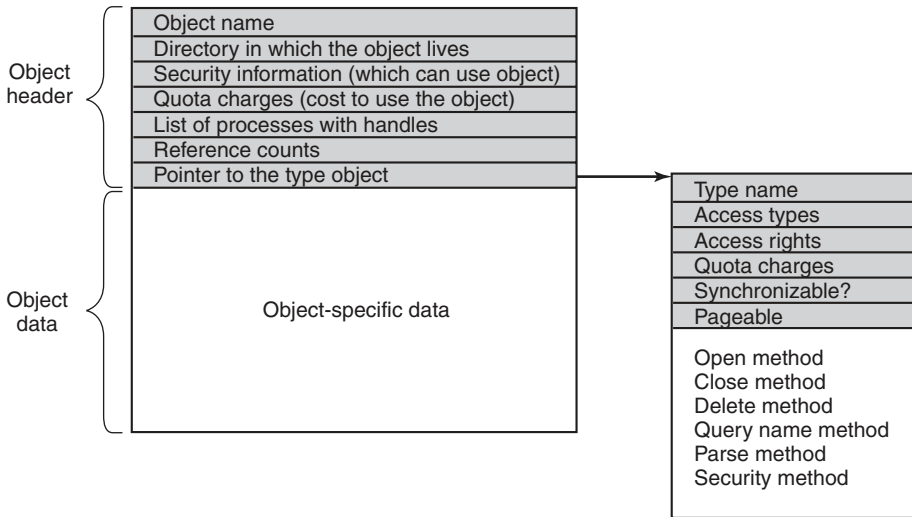 Object
header
Object name
Directory in which the object lives
Security information (which can use object)
Quota charges (cost to use the object)
List of processes with handles
Reference counts
Pointer to the type object
Object
data
Object-specific data
Type name
Access types
Access rights
Quota charges
Synchronizable?
Pageable
Open method
Close method
Delete method
Query name method
Parse method
Security method